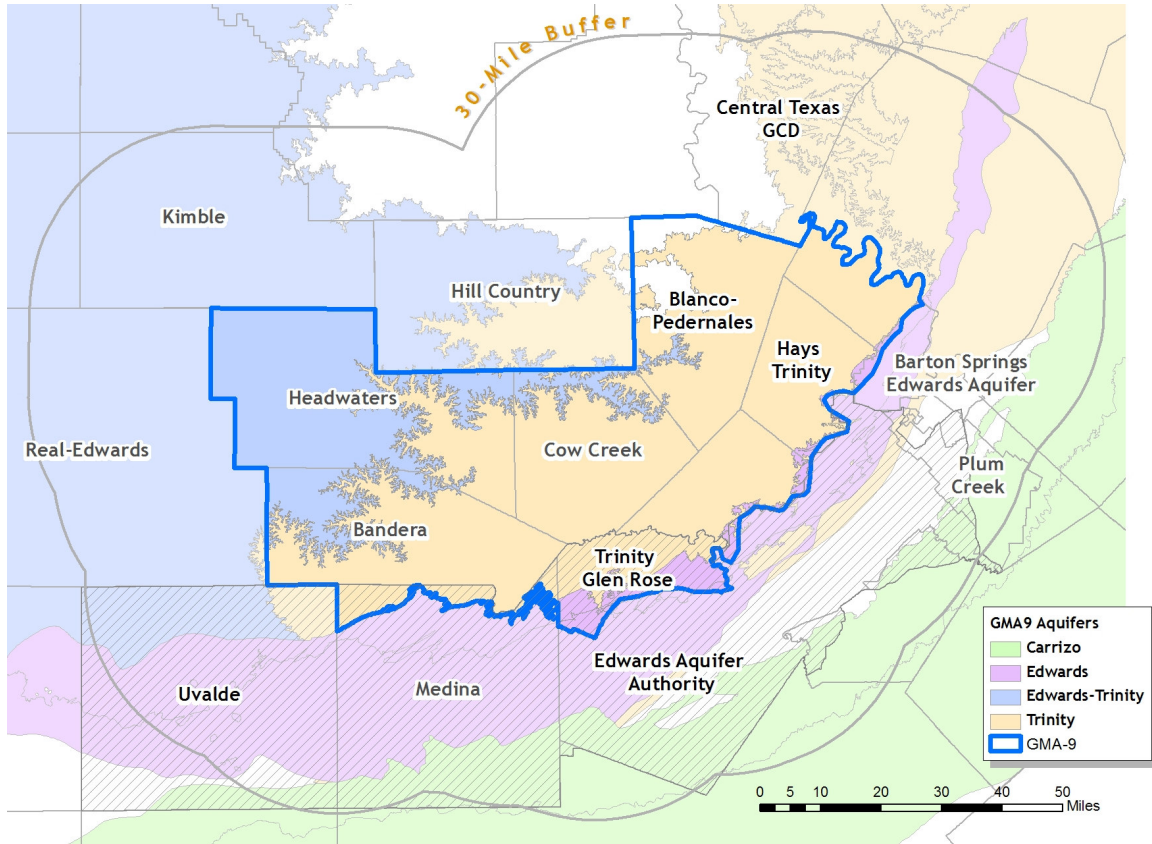 30-Mile Buffer
Central Texas
GCD
Kimble
Hill Country
Blanco-
Pedernales
Hays
Trinity
Barton Springs
Edwards Aquifer
Headwaters
Real-Edwards
Cow Creek
Plum
Creek
Bandera
Trinity
Glen Rose
Edwards Aquifer
Authority
Uvalde
Medina
GMA9 Aquifers
Carrizo
Edwards
Edwards-Trinity
Trinity
GMA-9
0 5 10 20 30 40 50
Miles